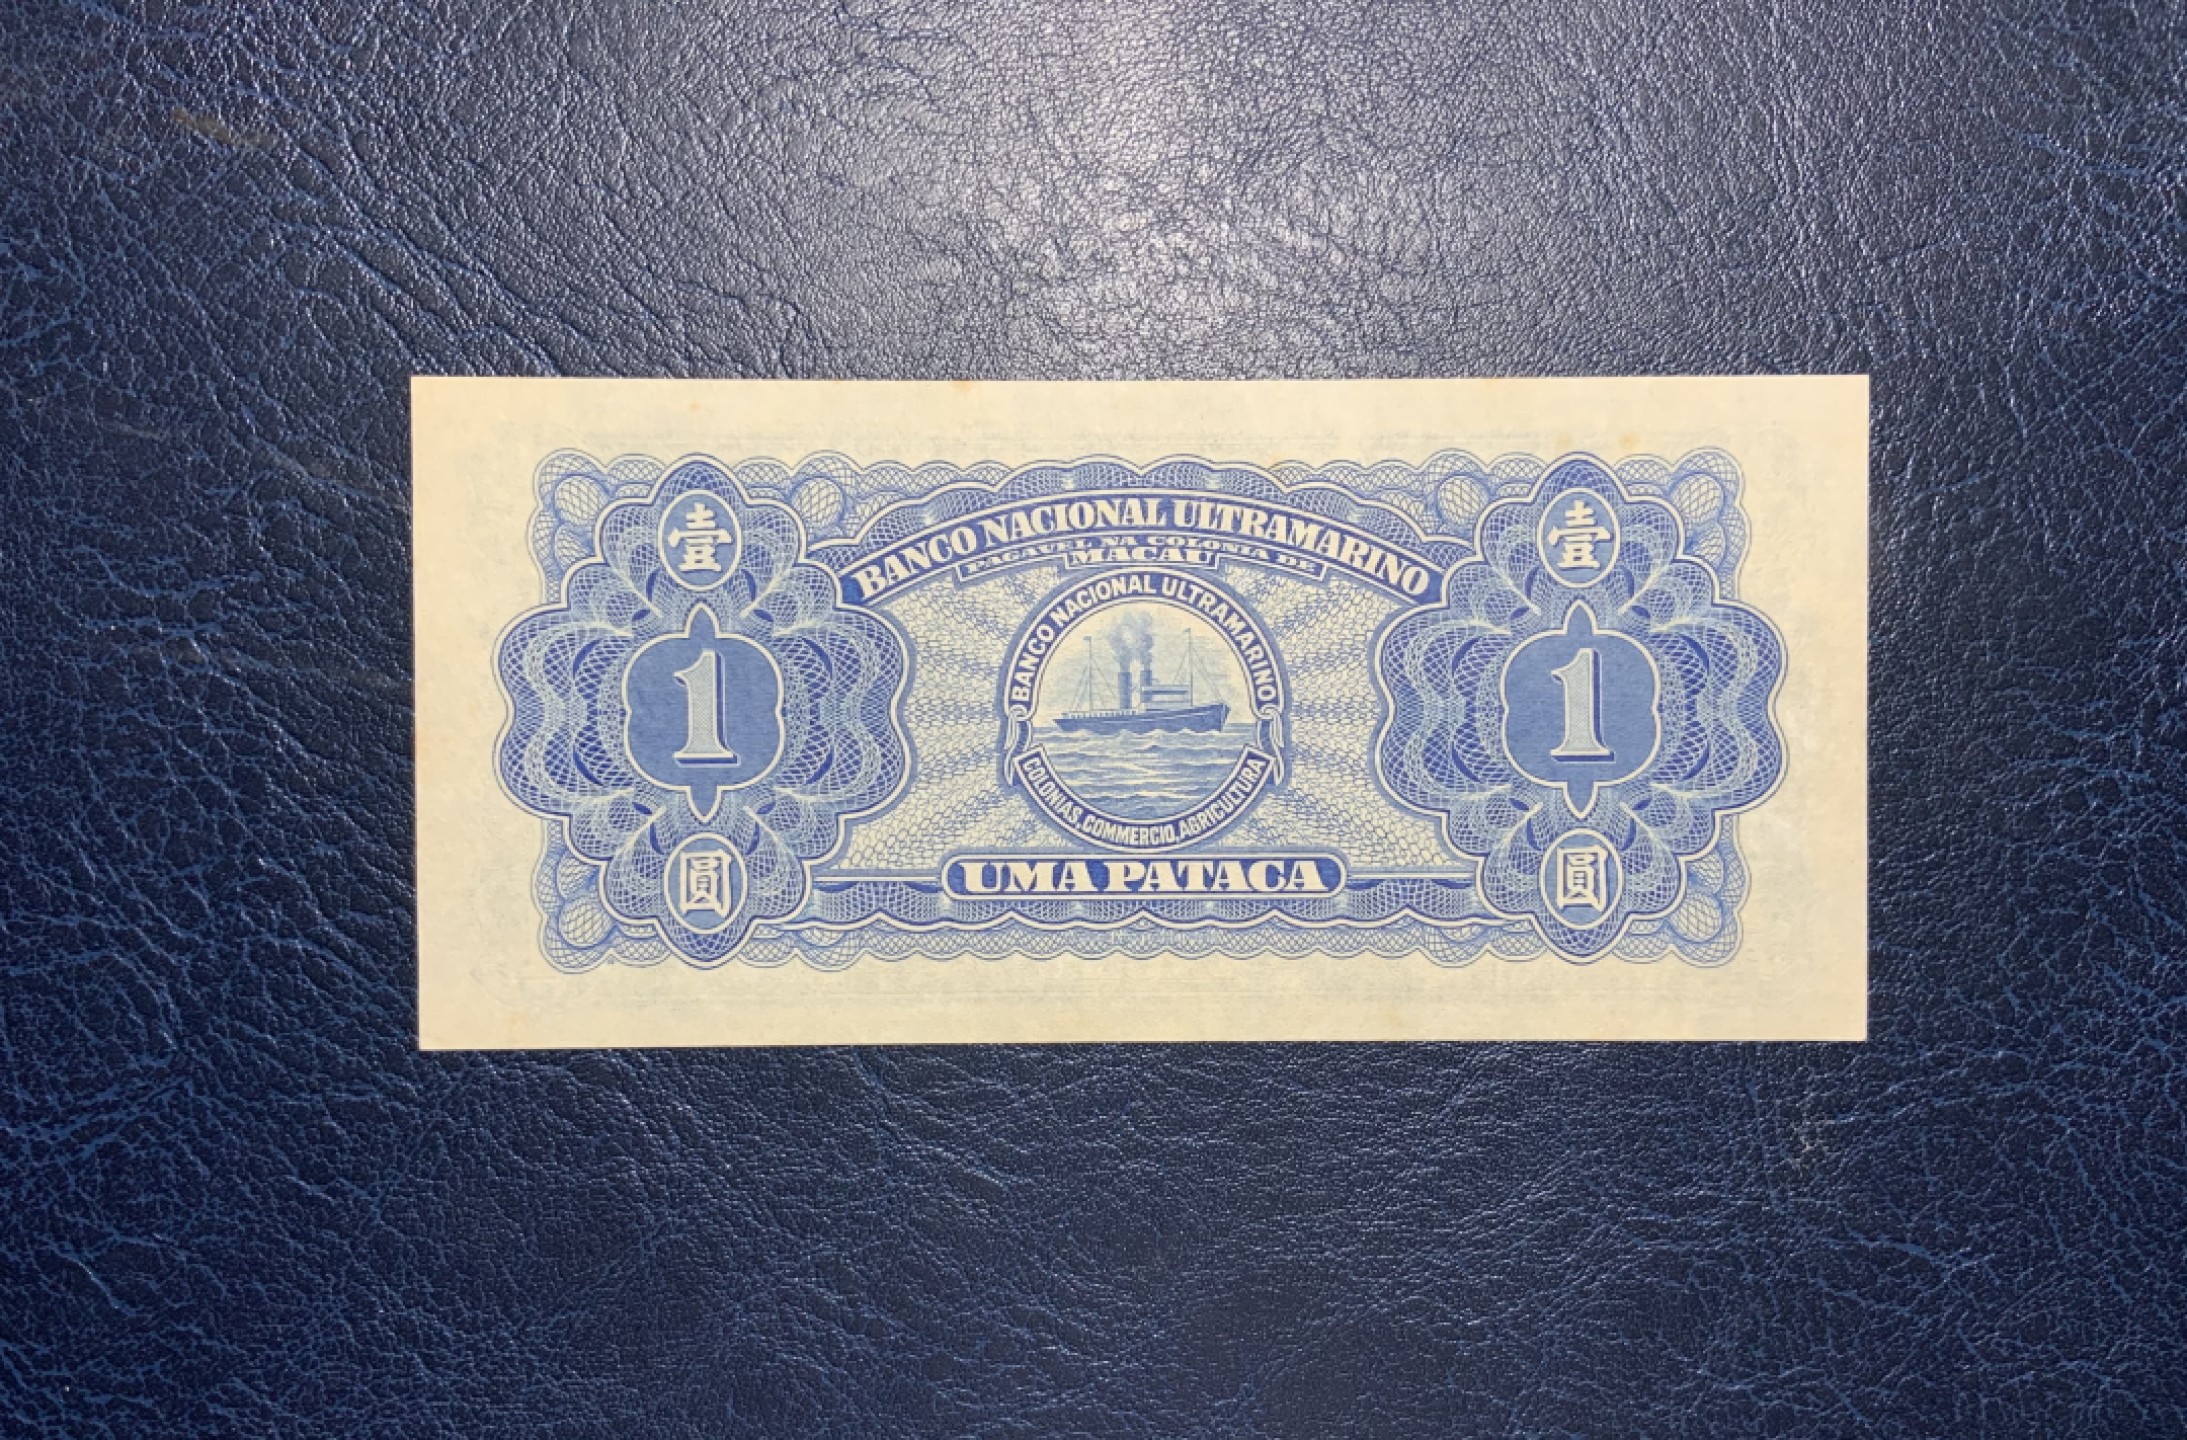 BANCO NACIONAL ULTRAMARINO
PAGAVEL NA COLONIA DE
MACAU
壹
壹
BANCO NACIONAL ULTRAMARINO
1
1
COLONIAS, COMMERCIO, AGRICULTURA
圓
圓
UMA PATACA